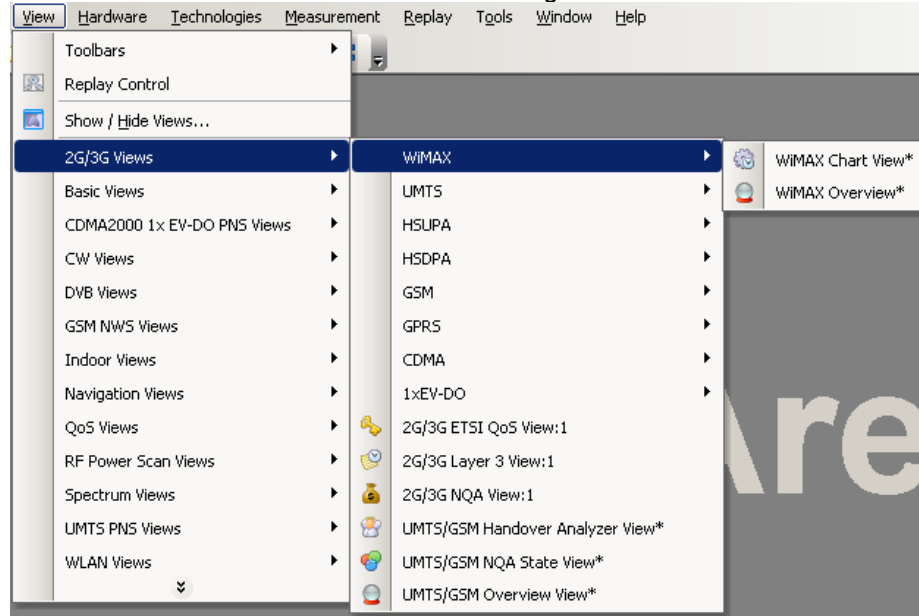 View Hardware Technologies Measurement Replay Tools Window Help
Toolbars
Replay Control
Show / Hide Views...
2G/3G Views
Basic Views
CDMA2000 1x EV-DO PNS Views
CW Views
DVB Views
GSM NWS Views
Indoor Views
Navigation Views
QoS Views
RF Power Scan Views
Spectrum Views
UMTS PNS Views
WLAN Views
WiMAX
UMTS
HSUPA
HSDPA
GSM
GPRS
CDMA
1xEV-DO
2G/3G ETSI QoS View:1
2G/3G Layer 3 View:1
2G/3G NQA View:1
UMTS/GSM Handover Analyzer View*
UMTS/GSM NQA State View*
UMTS/GSM Overview View*
WiMAX Chart View*
WiMAX Overview*